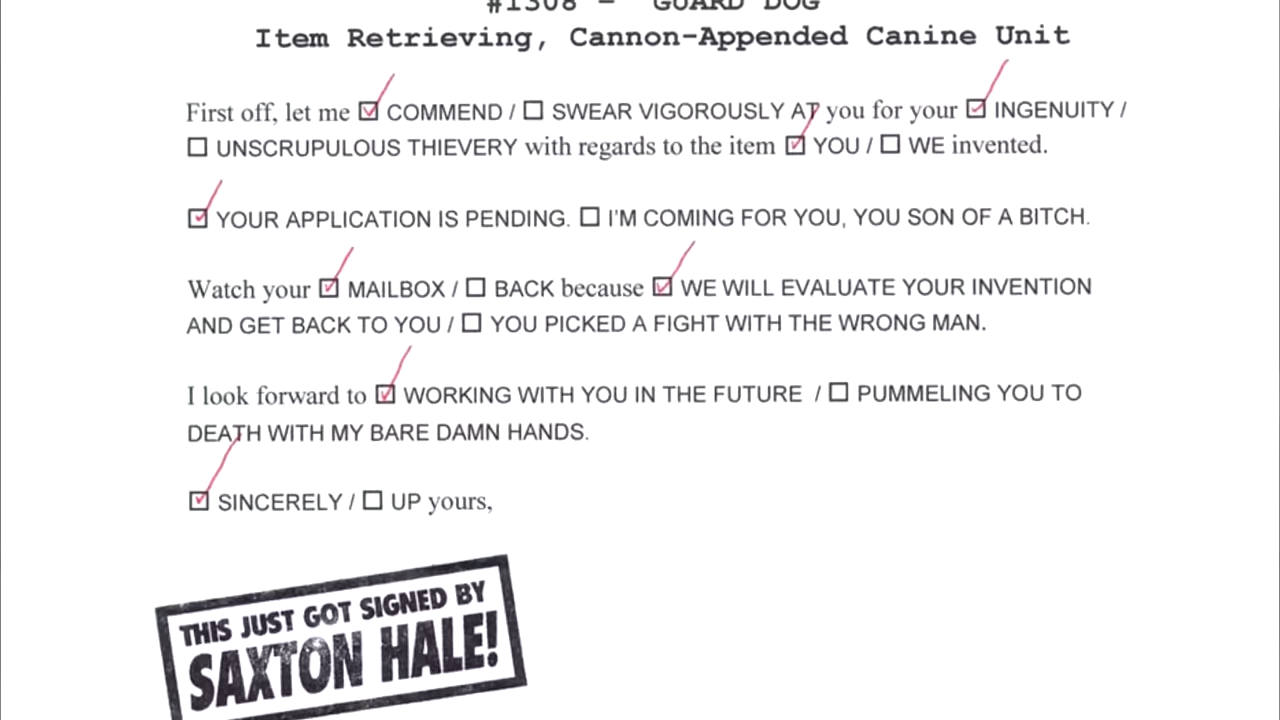 #1308 – "GUARD DOG"
Item Retrieving, Cannon-Appended Canine Unit
First off, let me ☑ COMMEND / ☐ SWEAR VIGOROUSLY AT you for your ☑ INGENUITY /
☐ UNSCRUPULOUS THIEVERY with regards to the item ☑ YOU / ☐ WE invented.
☑ YOUR APPLICATION IS PENDING. ☐ I'M COMING FOR YOU, YOU SON OF A BITCH.
Watch your ☑ MAILBOX / ☐ BACK because ☑ WE WILL EVALUATE YOUR INVENTION
AND GET BACK TO YOU / ☐ YOU PICKED A FIGHT WITH THE WRONG MAN.
I look forward to ☑ WORKING WITH YOU IN THE FUTURE / ☐ PUMMELING YOU TO
DEATH WITH MY BARE DAMN HANDS.
☑ SINCERELY / ☐ UP yours,
THIS JUST GOT SIGNED BY
SAXTON HALE!